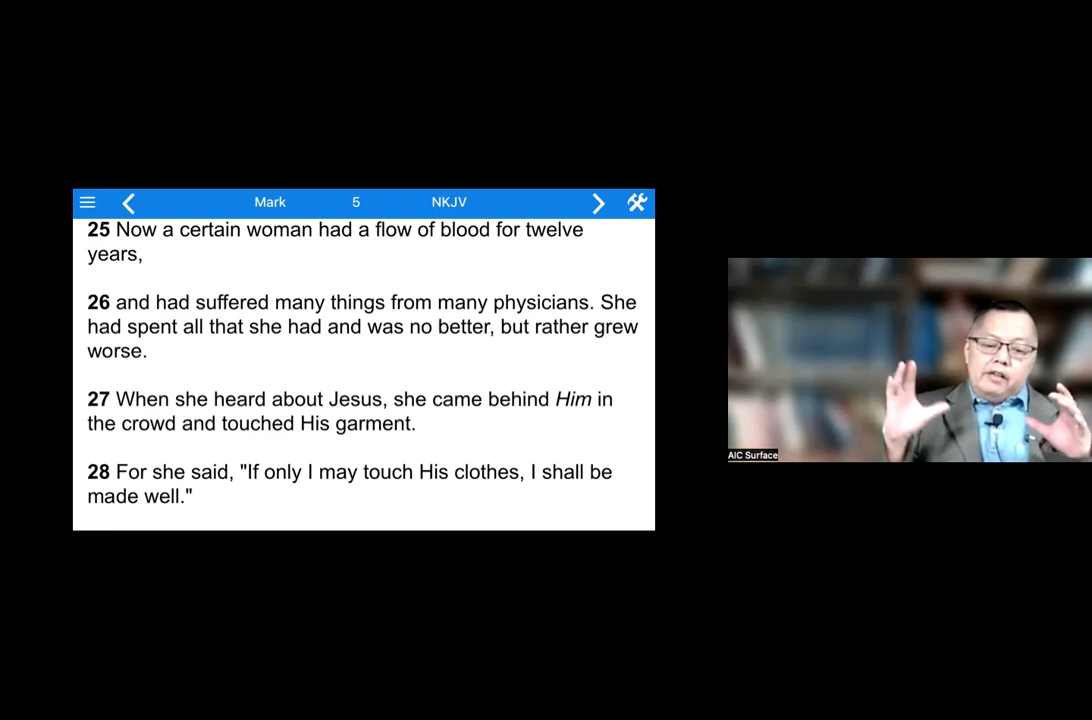 Mark 5 NKJV
25 Now a certain woman had a flow of blood for twelve
years,
26 and had suffered many things from many physicians. She
had spent all that she had and was no better, but rather grew
worse.
27 When she heard about Jesus, she came behind Him in
the crowd and touched His garment.
28 For she said, "If only I may touch His clothes, I shall be
made well."
AIC Surface